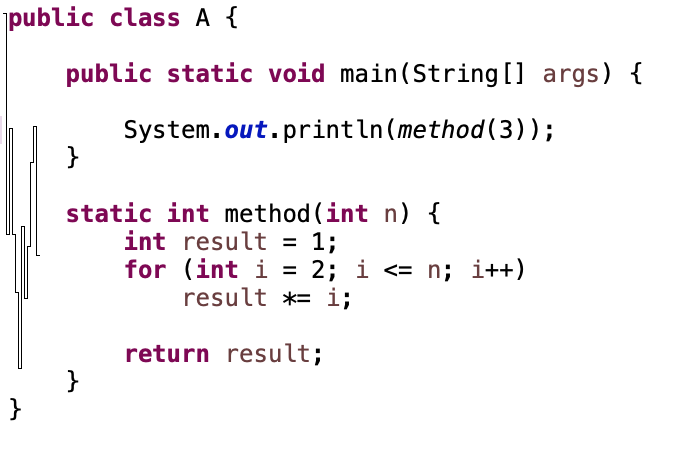 public class A {
public static void main(String[] args) {
System.out.println(method(3));
}
static int method(int n) {
int result = 1;
for (int i = 2; i <= n; i++)
result *= i;
return result;
}
}